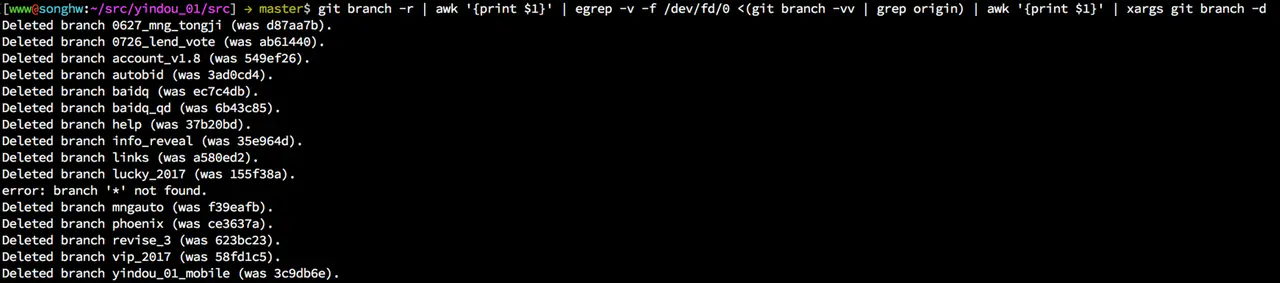 [www@songhw:~/src/yindou_01/src] → master$ git branch -r | awk '{print $1}' | egrep -v -f /dev/fd/0 <(git branch -vv | grep origin) | awk '{print $1}' | xargs git branch -d
Deleted branch 0627_mng_tongji (was d87aa7b).
Deleted branch 0726_lend_vote (was ab61440).
Deleted branch account_v1.8 (was 549ef26).
Deleted branch autobid (was 3ad0cd4).
Deleted branch baidq (was ec7c4db).
Deleted branch baidq_qd (was 6b43c85).
Deleted branch help (was 37b20bd).
Deleted branch info_reveal (was 35e964d).
Deleted branch links (was a580ed2).
Deleted branch lucky_2017 (was 155f38a).
error: branch '*' not found.
Deleted branch mngauto (was f39eafb).
Deleted branch phoenix (was ce3637a).
Deleted branch revise_3 (was 623bc23).
Deleted branch vip_2017 (was 58fd1c5).
Deleted branch yindou_01_mobile (was 3c9db6e).